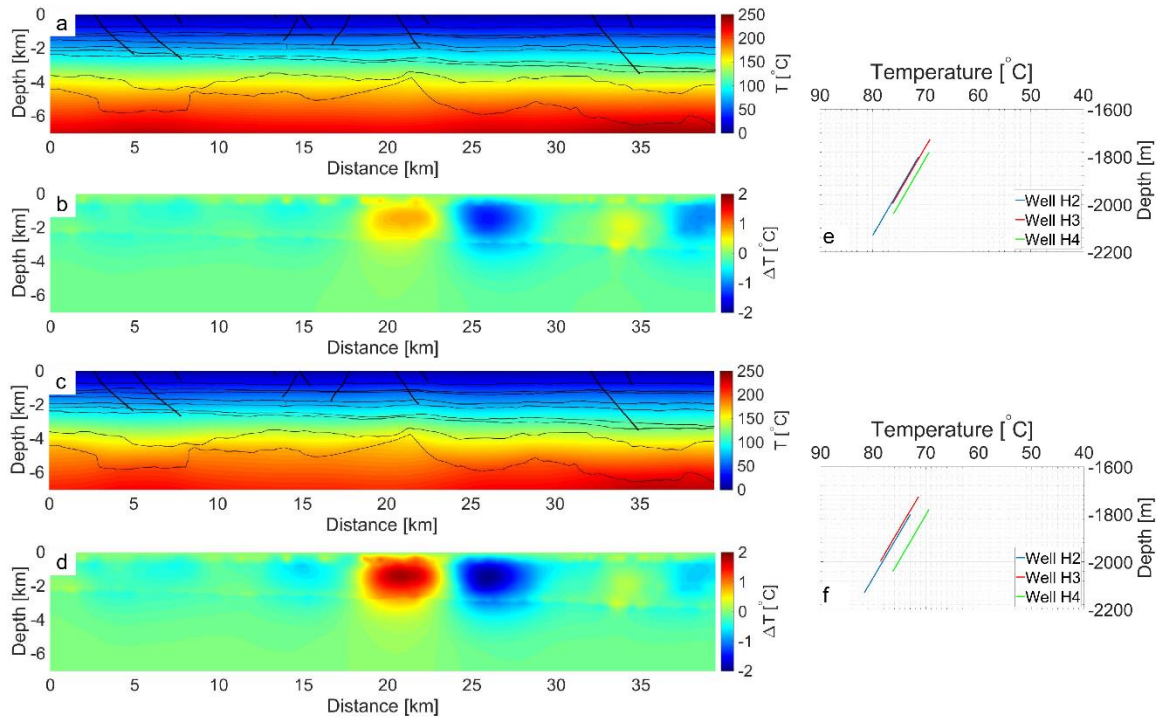 a
Depth [km]
0
-2
-4
-6
0 5 10 15 20 25 30 35
Distance [km]
250
200
150
100
50
0
T [°C]
b
Depth [km]
0
-2
-4
-6
0 5 10 15 20 25 30 35
Distance [km]
2
1
0
-1
-2
ΔT [°C]
c
Depth [km]
0
-2
-4
-6
0 5 10 15 20 25 30 35
Distance [km]
250
200
150
100
50
0
T [°C]
d
Depth [km]
0
-2
-4
-6
0 5 10 15 20 25 30 35
Distance [km]
2
1
0
-1
-2
ΔT [°C]
Temperature [°C]
90 80 70 60 50 40
-1600
-1800
-2000
-2200
Depth [m]
Well H2
Well H3
Well H4
e
Temperature [°C]
90 80 70 60 50 40
-1600
-1800
-2000
-2200
Depth [m]
Well H2
Well H3
Well H4
f